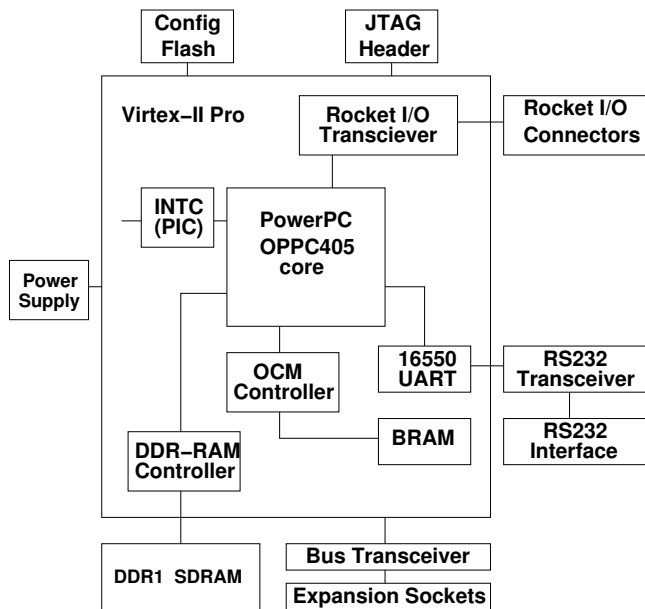 Config
Flash
JTAG
Header
Virtex−II Pro
Rocket I/O
Transciever
Rocket I/O
Connectors
INTC
(PIC)
PowerPC
OPPC405
core
Power
Supply
OCM
Controller
16550
UART
RS232
Transceiver
BRAM
RS232
Interface
DDR−RAM
Controller
DDR1 SDRAM
Bus Transceiver
Expansion Sockets